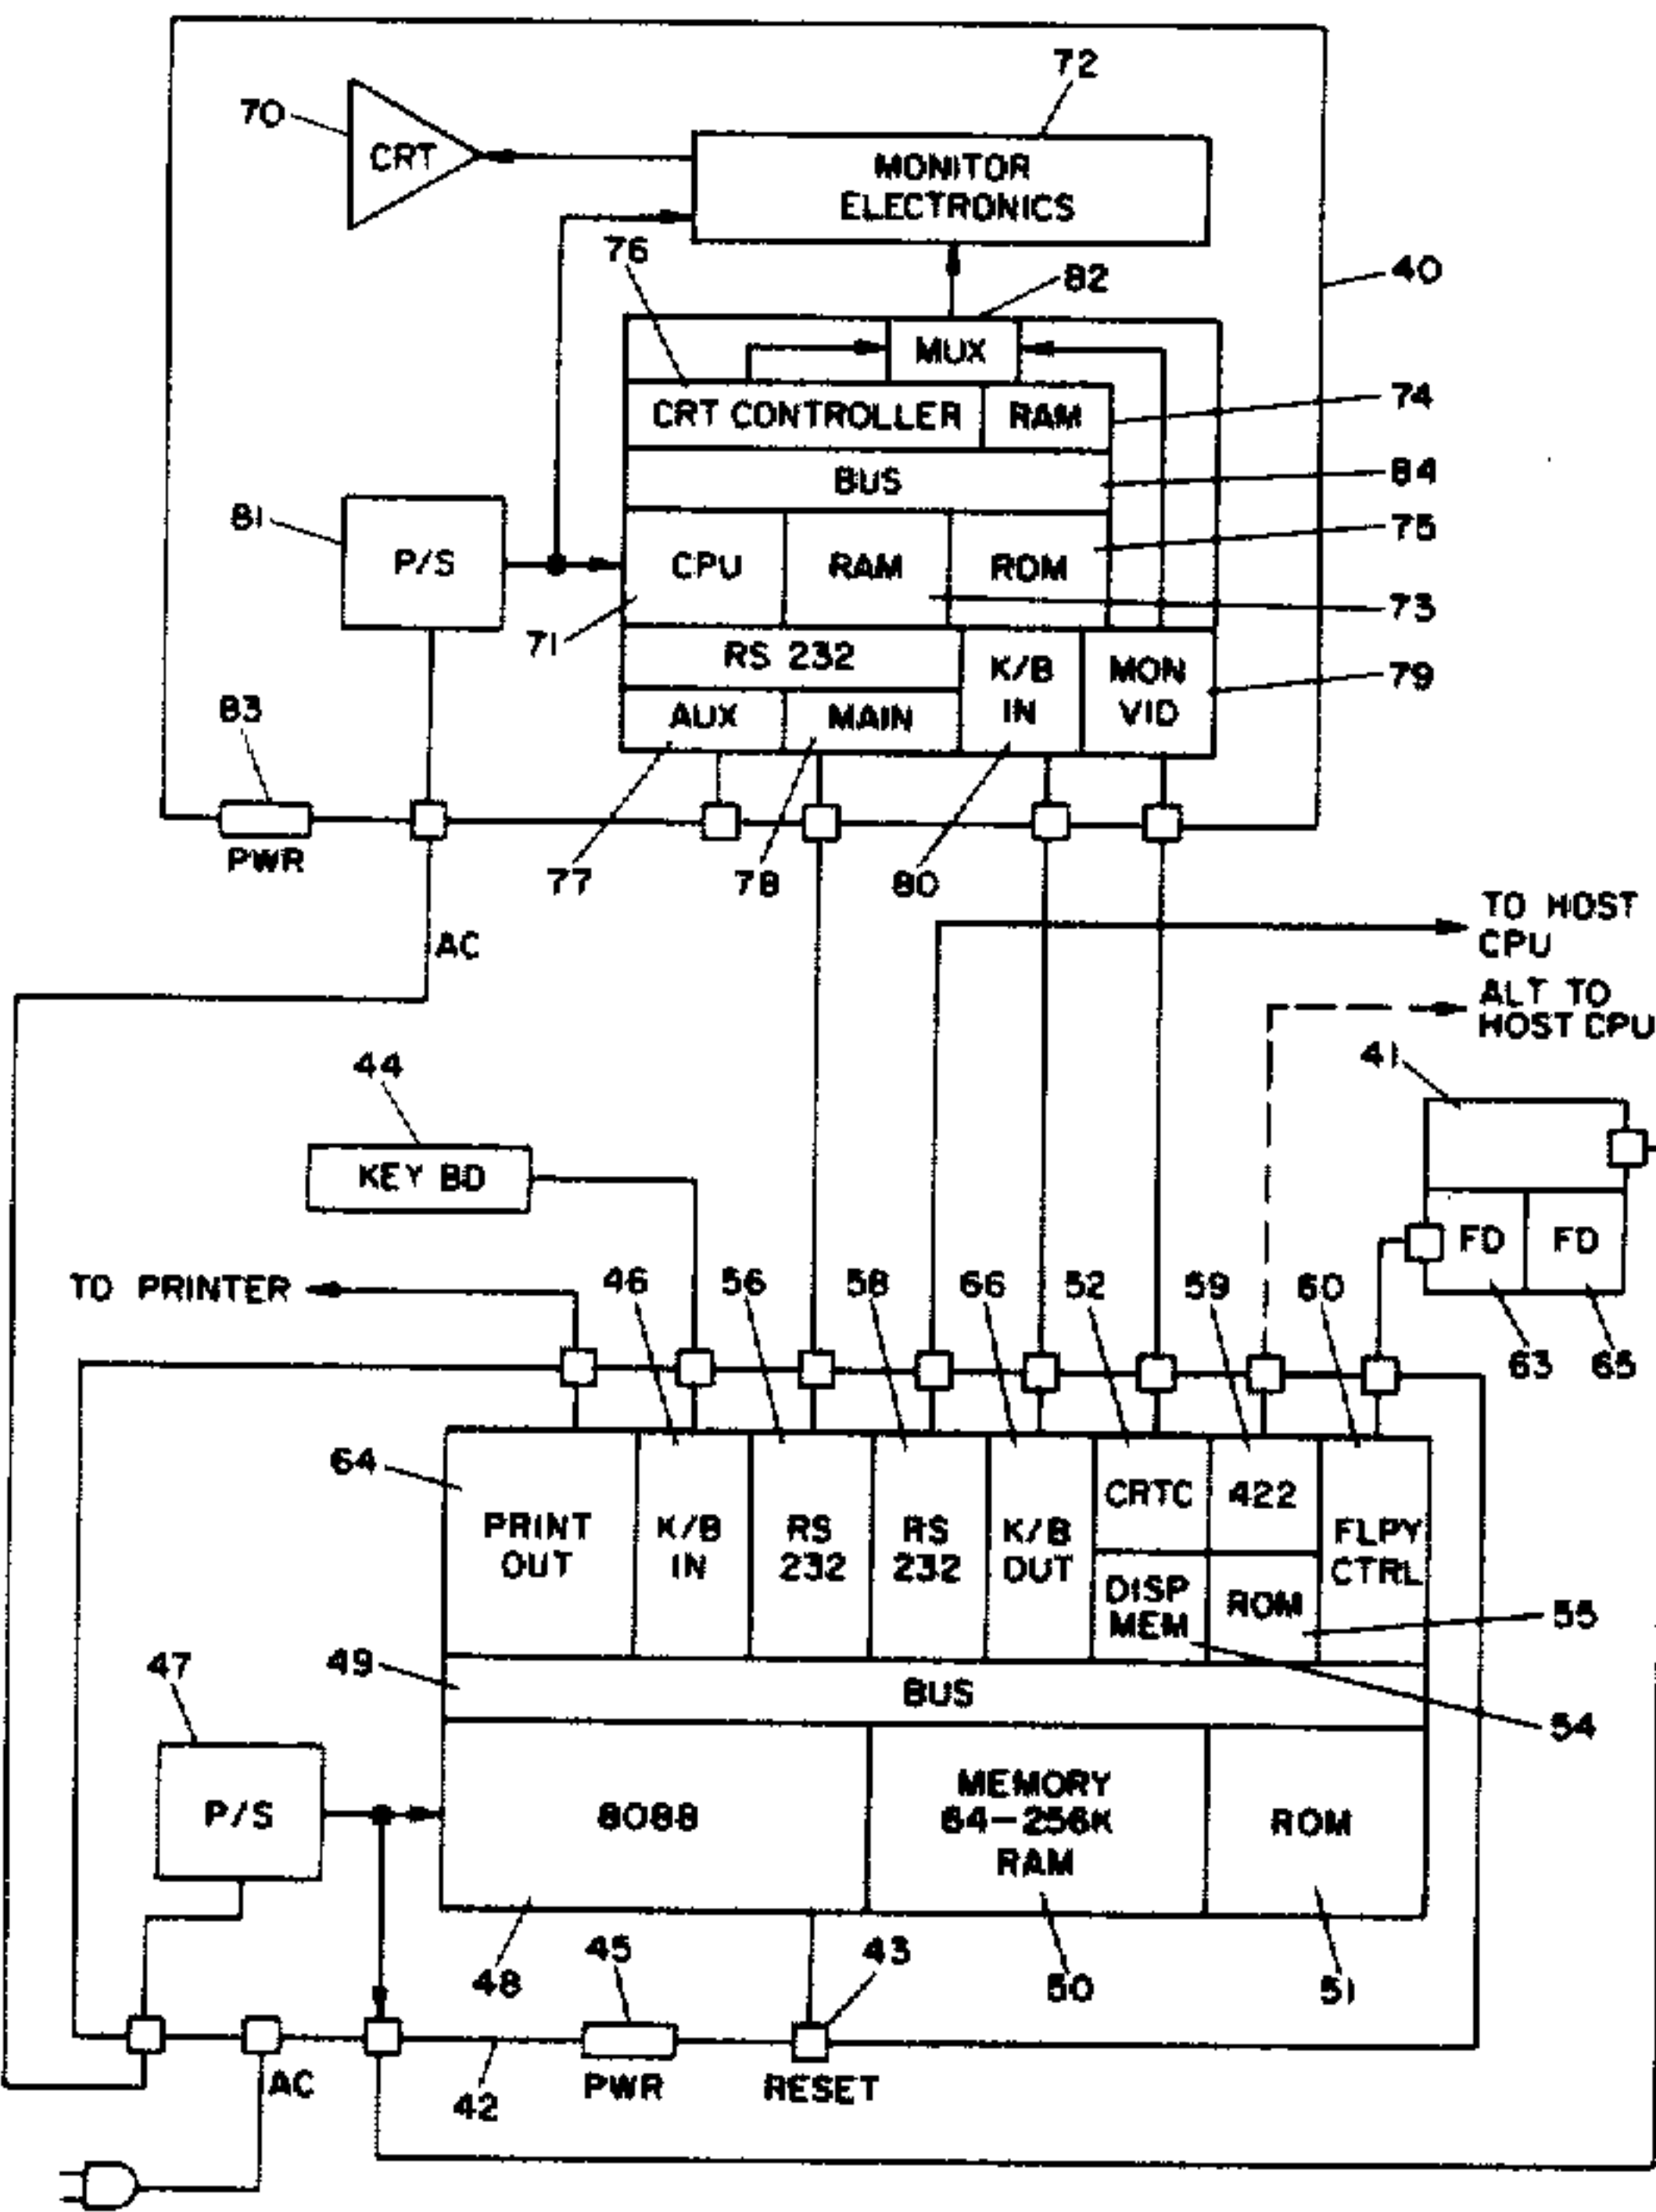 72
70
CRT
MONITOR
ELECTRONICS
76
82
40
MUX
CRT CONTROLLER
RAM
74
BUS
84
81
P/S
CPU
RAM
ROM
75
73
71
RS 232
K/B
IN
MON
VID
79
83
AUX
MAIN
PWR
77
78
80
TO HOST
CPU
AC
ALT TO
HOST CPU
41
44
KEY BD
FD
FD
TO PRINTER
46
56
58
66
52
59
60
63
65
64
PRINT
OUT
K/B
IN
RS
232
RS
232
K/B
OUT
CRTC
422
FLPY
CTRL
DISP
MEM
ROM
55
47
49
BUS
54
P/S
8088
MEMORY
64-256K
RAM
ROM
48
45
43
50
51
AC
42
PWR
RESET